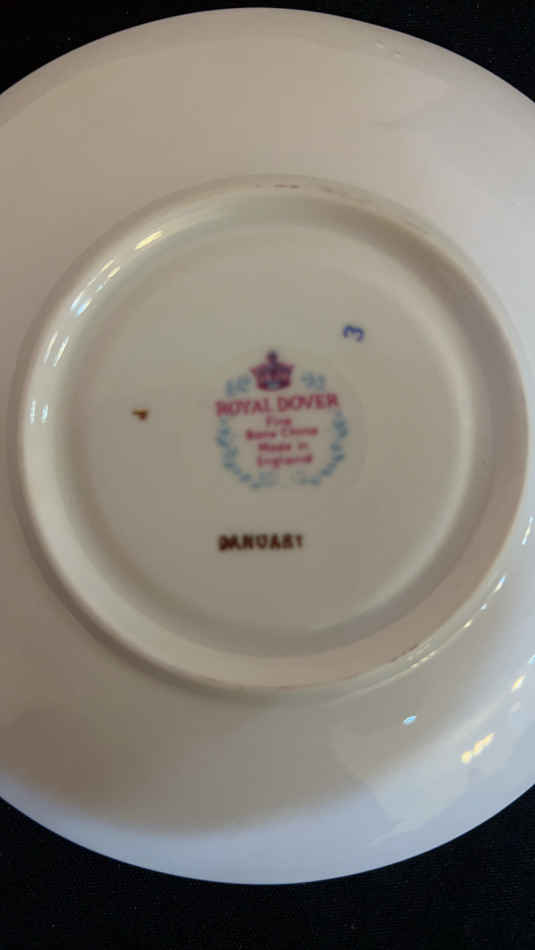 3
ROYAL DOVER
Fine
Bone China
Made in
England
JANUARY